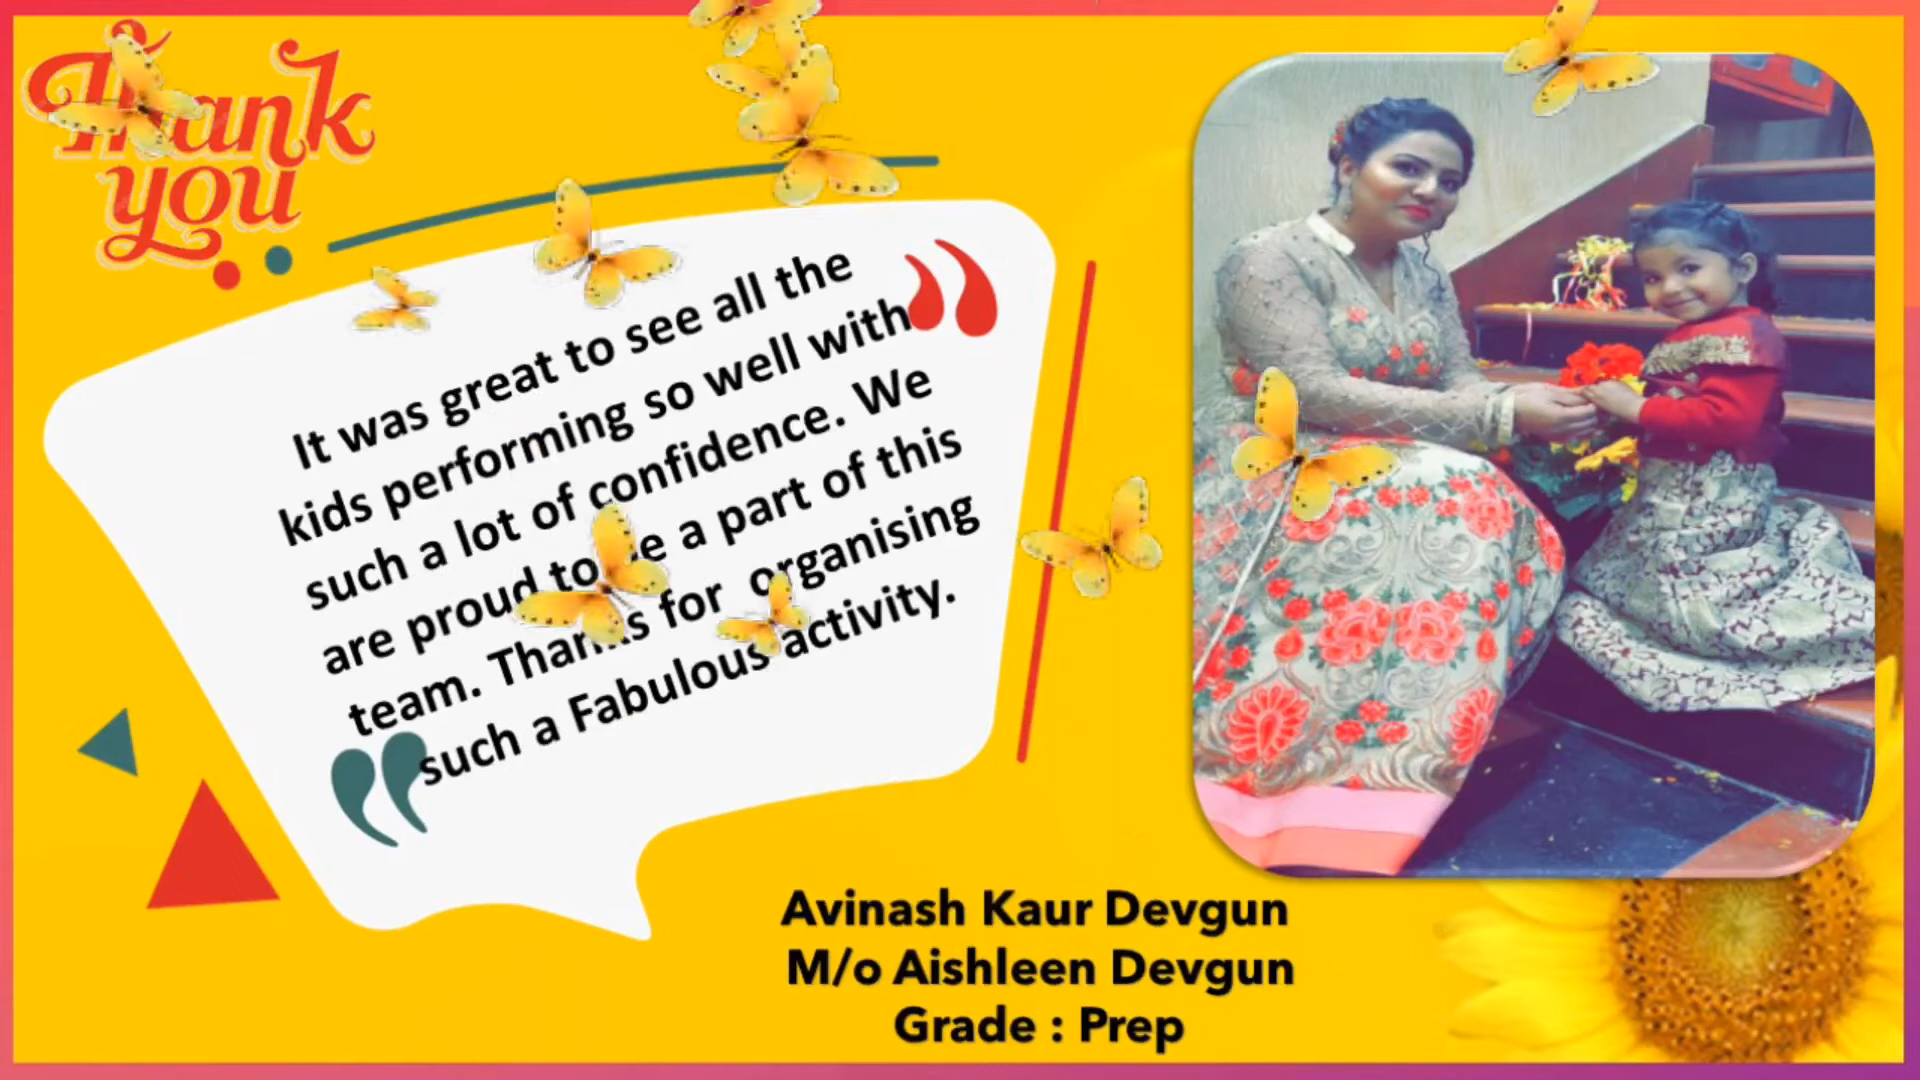 Thank
you
It was great to see all the
kids performing so well with
such a lot of confidence. We
are proud to be a part of this
team. Thanks for organising
such a Fabulous activity.
Avinash Kaur Devgun
M/o Aishleen Devgun
Grade : Prep